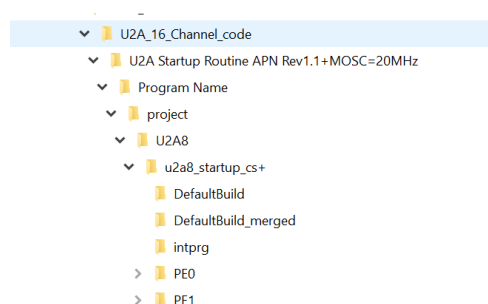 U2A_16_Channel_code
U2A Startup Routine APN Rev1.1+MOSC=20MHz
Program Name
project
U2A8
u2a8_startup_cs+
DefaultBuild
DefaultBuild_merged
intprg
PE0
PE1